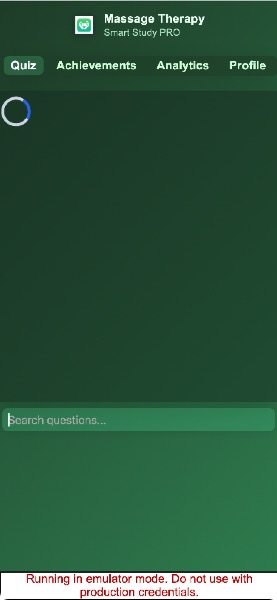 Massage Therapy
Smart Study PRO
Quiz Achievements Analytics Profile
Search questions...
Running in emulator mode. Do not use with
production credentials.